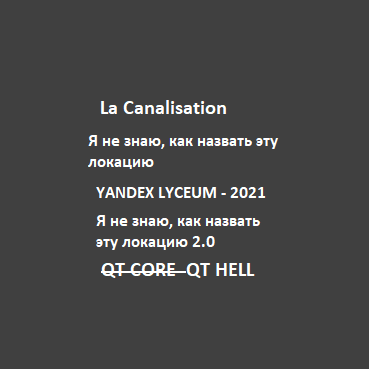 La Canalisation
Я не знаю, как назвать эту
локацию
YANDEX LYCEUM - 2021
Я не знаю, как назвать
эту локацию 2.0
QT CORE QT HELL